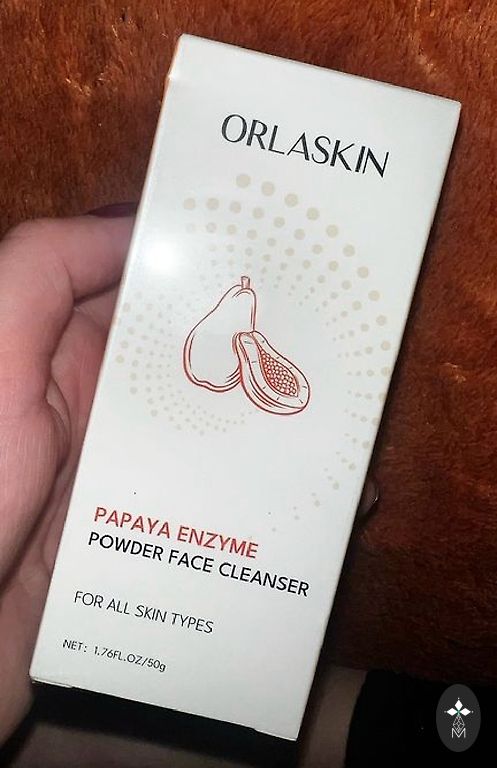 ORLASKIN
PAPAYA ENZYME
POWDER FACE CLEANSER
FOR ALL SKIN TYPES
NET: 1.76FL.OZ/50g
M